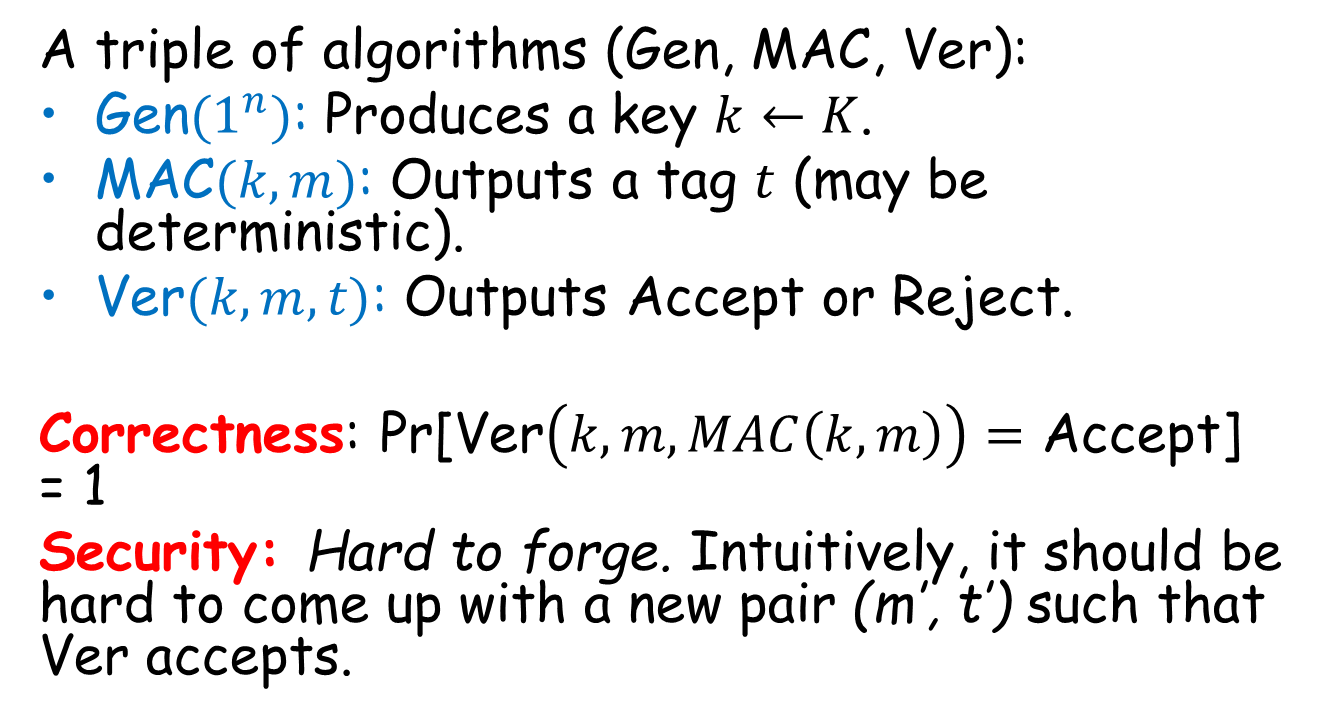 A triple of algorithms (Gen, MAC, Ver):
• Gen(1ⁿ): Produces a key k ← K.
• MAC(k, m): Outputs a tag t (may be
deterministic).
• Ver(k, m, t): Outputs Accept or Reject.
Correctness: Pr[Ver(k, m, MAC(k, m)) = Accept]
= 1
Security: Hard to forge. Intuitively, it should be
hard to come up with a new pair (m′, t′) such that
Ver accepts.